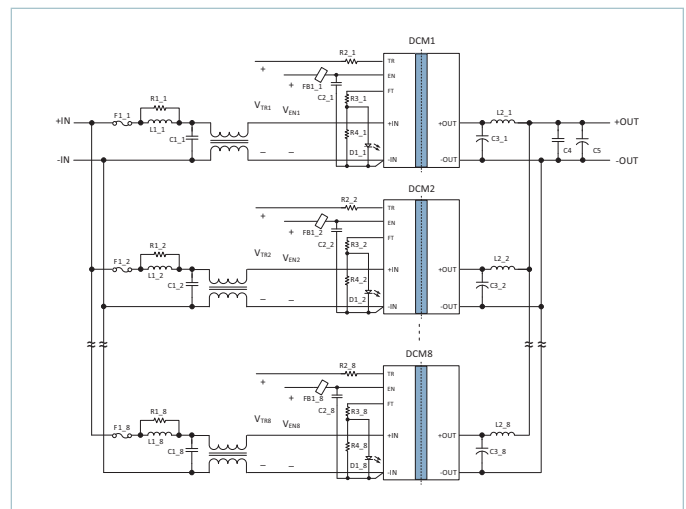 DCM1
R2_1
TR
+
EN
+
FB1_1
C2_1
FT
R3_1
R1_1
F1_1
L1_1
+IN
C1_1
VTR1
VEN1
R4_1
+IN
+OUT
L2_1
+OUT
C3_1
C4
C5
-IN
D1_1
-IN
-OUT
-OUT
DCM2
R2_2
TR
+
EN
+
FB1_2
C2_2
FT
R3_2
R1_2
F1_2
L1_2
C1_2
VTR2
VEN2
R4_2
+IN
+OUT
L2_2
C3_2
D1_2
-IN
-OUT
DCM8
R2_8
TR
+
EN
+
FB1_8
C2_8
FT
R3_8
R1_8
F1_8
L1_8
C1_8
VTR8
VEN8
R4_8
+IN
+OUT
L2_8
C3_8
D1_8
-IN
-OUT